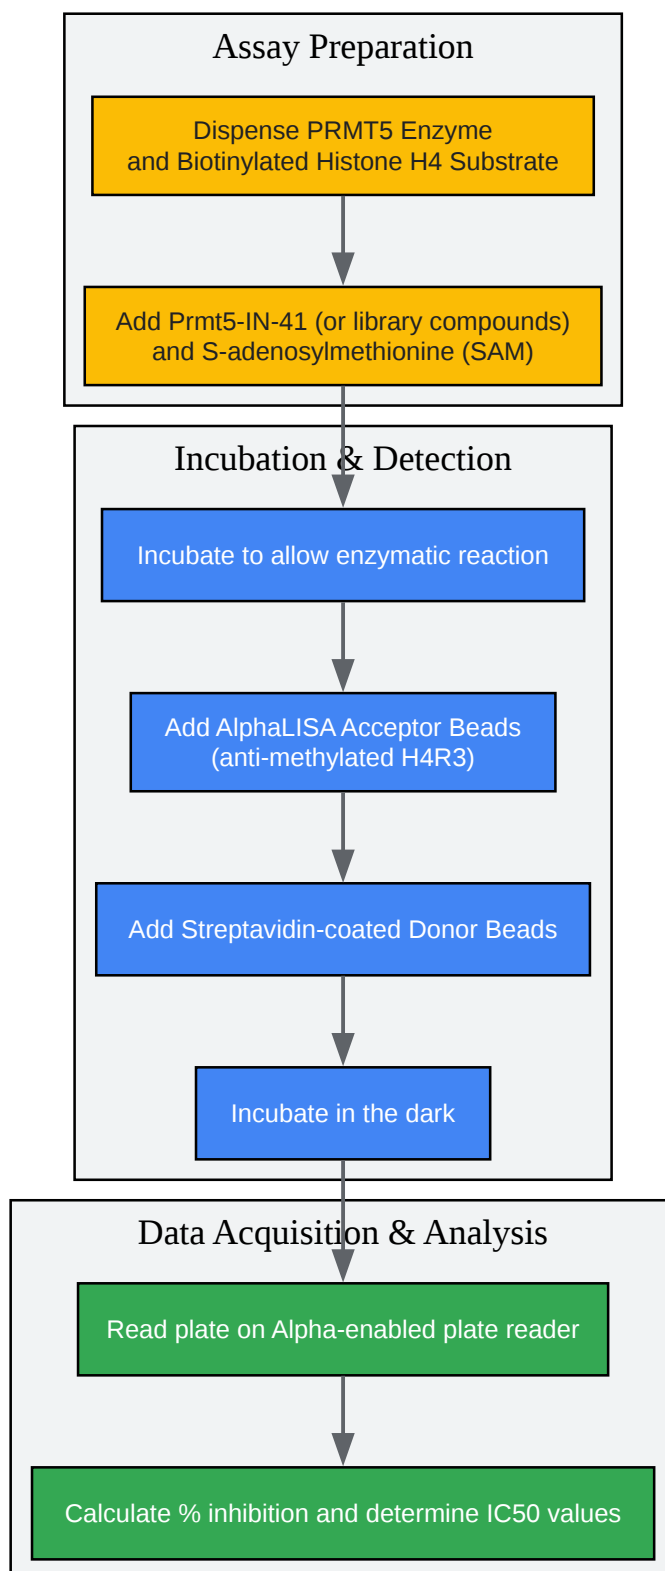 Assay Preparation
Dispense PRMT5 Enzyme
and Biotinylated Histone H4 Substrate
Add Prmt5-IN-41 (or library compounds)
and S-adenosylmethionine (SAM)
Incubation & Detection
Incubate to allow enzymatic reaction
Add AlphaLISA Acceptor Beads
(anti-methylated H4R3)
Add Streptavidin-coated Donor Beads
Incubate in the dark
Data Acquisition & Analysis
Read plate on Alpha-enabled plate reader
Calculate % inhibition and determine IC50 values